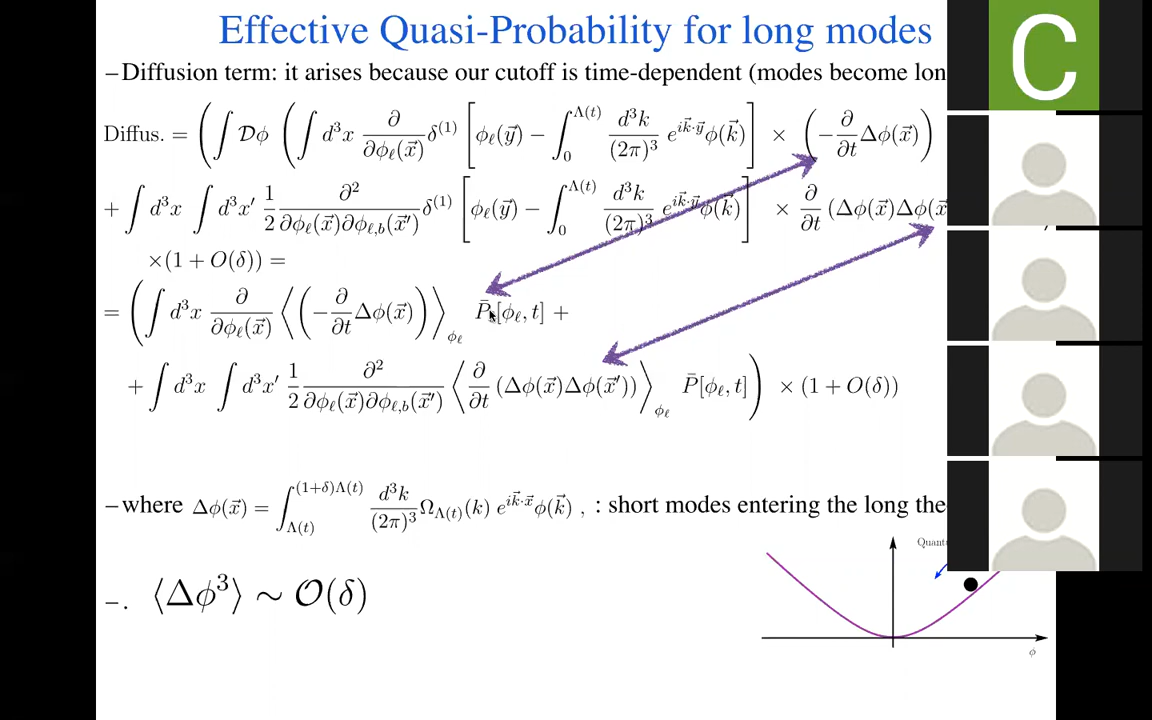 Effective Quasi-Probability for long modes
–Diffusion term: it arises because our cutoff is time-dependent (modes become lon
Diffus. = (∫ 𝒟ϕ (∫ d³x ∂/∂ϕ_ℓ(x⃗) δ^{(1)} [ϕ_ℓ(y⃗) − ∫_0^{Λ(t)} d³k/(2π)³ e^{ik⃗·y⃗} ϕ(k⃗)] × (−∂/∂t Δϕ(x⃗))
+ ∫ d³x ∫ d³x′ 1/2 ∂²/∂ϕ_ℓ(x⃗)∂ϕ_{ℓ,b}(x⃗′) δ^{(1)} [ϕ_ℓ(y⃗) − ∫_0^{Λ(t)} d³k/(2π)³ e^{ik⃗·y⃗} ϕ(k⃗)] × ∂/∂t (Δϕ(x⃗)Δϕ(x⃗
×(1 + O(δ)) =
= (∫ d³x ∂/∂ϕ_ℓ(x⃗) ⟨(−∂/∂t Δϕ(x⃗))⟩_{ϕ_ℓ} P̄[ϕ_ℓ, t] +
+ ∫ d³x ∫ d³x′ 1/2 ∂²/∂ϕ_ℓ(x⃗)∂ϕ_{ℓ,b}(x⃗′) ⟨∂/∂t (Δϕ(x⃗)Δϕ(x⃗′))⟩_{ϕ_ℓ} P̄[ϕ_ℓ, t]) × (1 + O(δ))
–where Δϕ(x⃗) = ∫_{Λ(t)}^{(1+δ)Λ(t)} d³k/(2π)³ Ω_{Λ(t)}(k) e^{ik⃗·x⃗} ϕ(k⃗) , : short modes entering the long the
–. ⟨Δϕ³⟩ ∼ 𝒪(δ)
Quant
ϕ
C